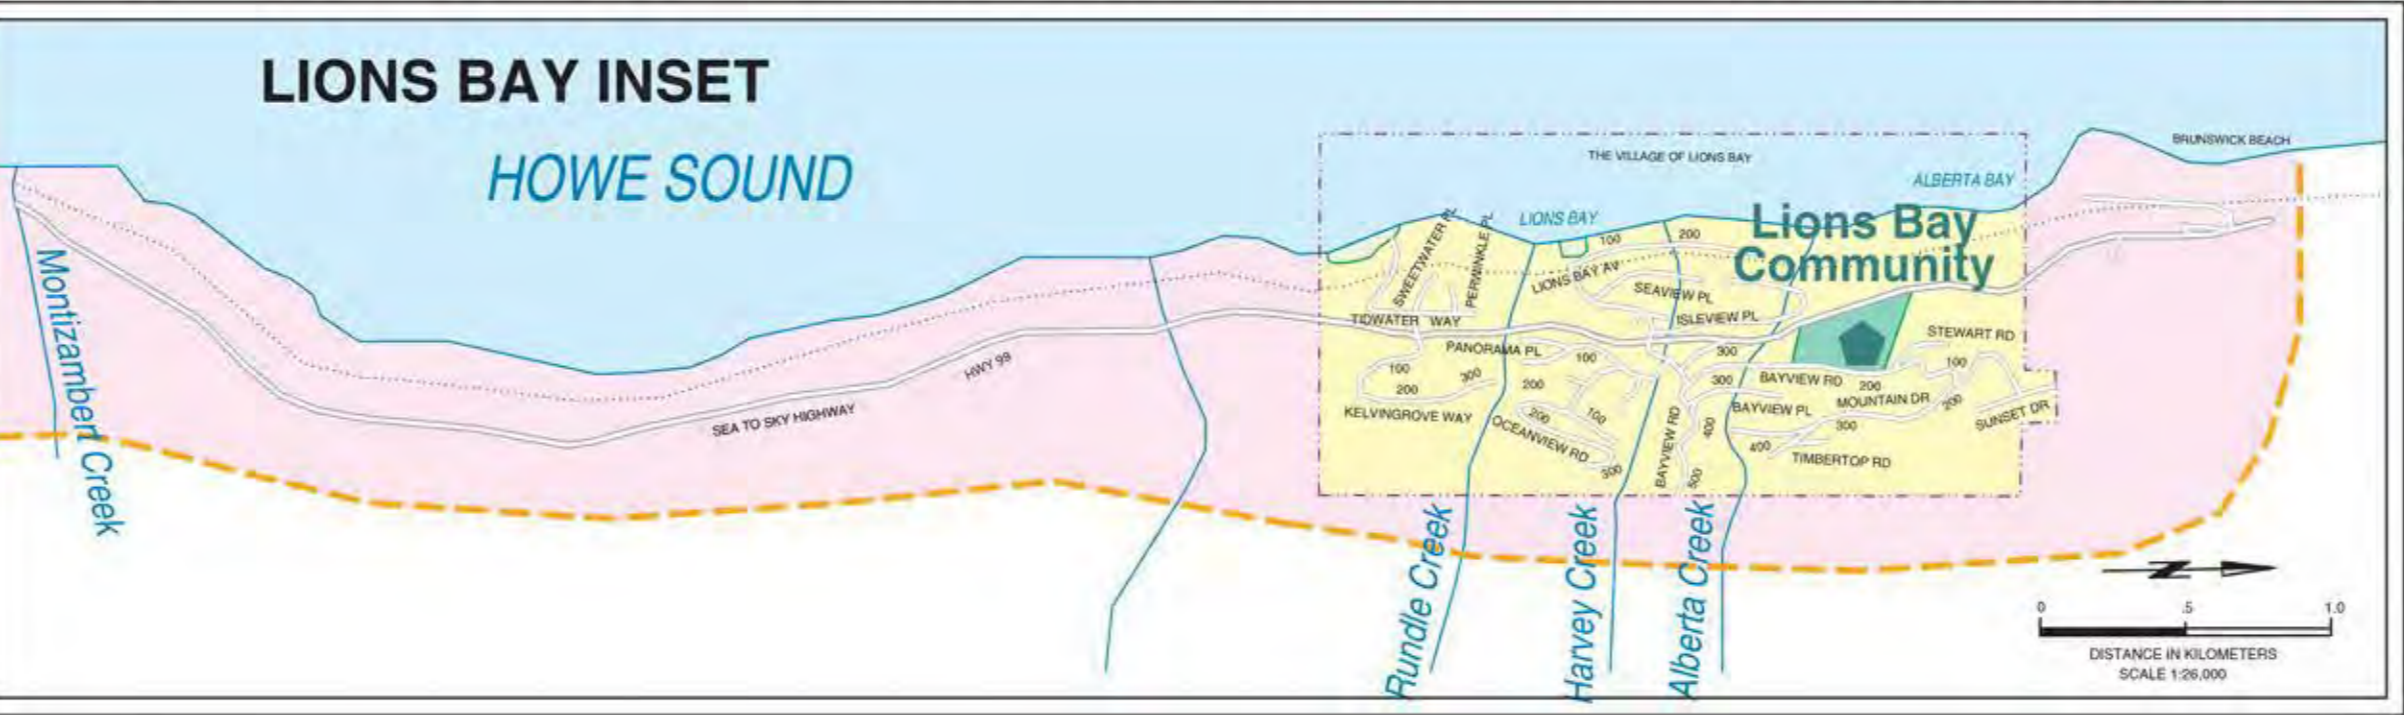 LIONS BAY INSET
HOWE SOUND
THE VILLAGE OF LIONS BAY
BRUNSWICK BEACH
ALBERTA BAY
LIONS BAY
Lions Bay
Community
SWEETWATER PL
PERIWINKLE PL
100
200
LIONS BAY AV
SEAVIEW PL
ISLEVIEW PL
TIDWATER WAY
PANORAMA PL
100
300
STEWART RD
100
200
300
KELVINGROVE WAY
200
200
100
OCEANVIEW RD
300
300
BAYVIEW RD
200
BAYVIEW PL
MOUNTAIN DR
100
200
SUNSET DR
BAYVIEW RD
400
500
400
300
TIMBERTOP RD
HWY 99
SEA TO SKY HIGHWAY
Montizambert Creek
Rundle Creek
Harvey Creek
Alberta Creek
N
0 .5 1.0
DISTANCE IN KILOMETERS
SCALE 1:26,000